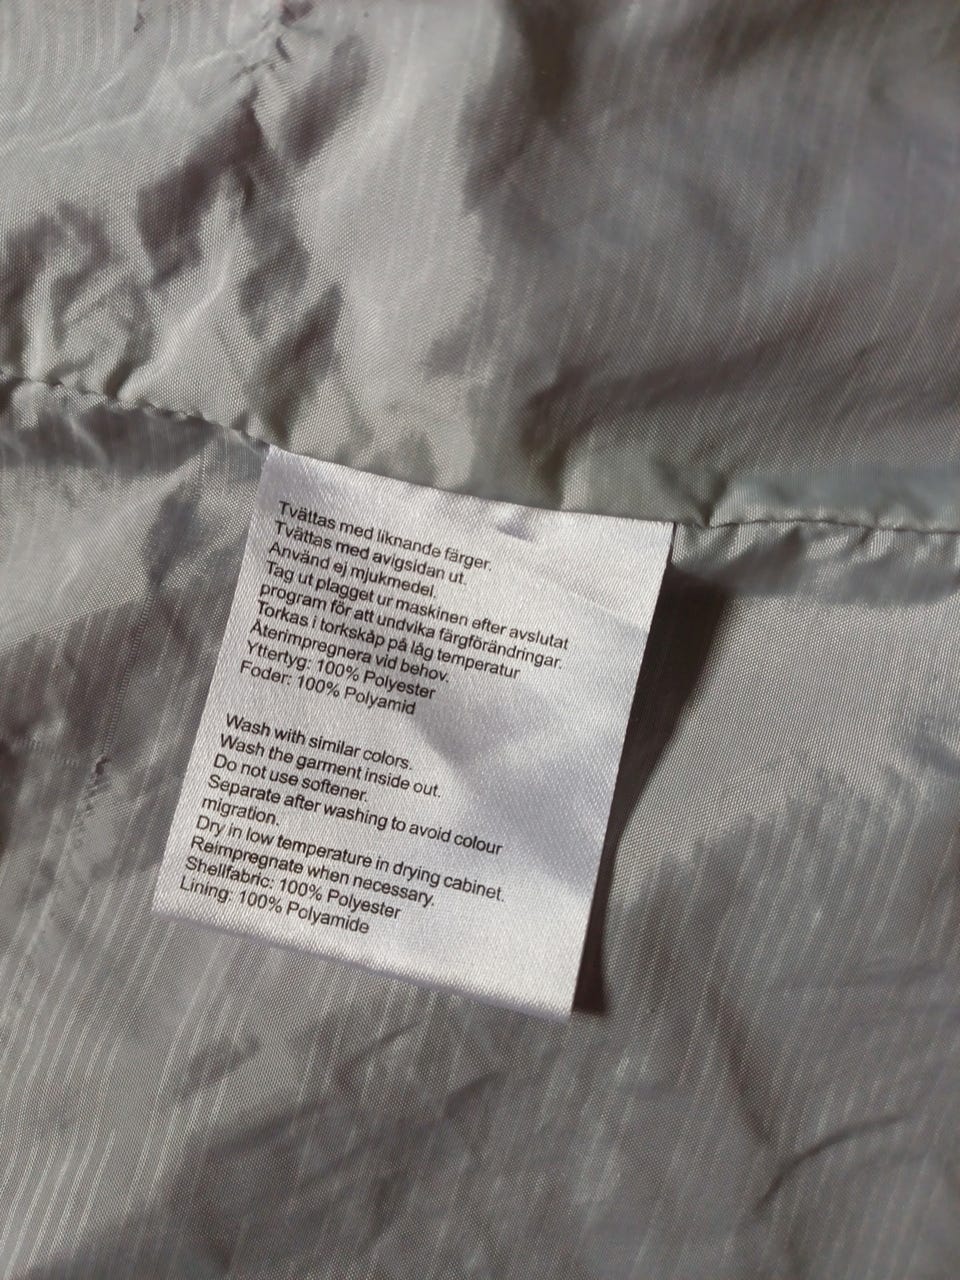 Tvättas med liknande färger.
Tvättas med avigsidan ut.
Använd ej mjukmedel.
Tag ut plagget ur maskinen efter avslutat
program för att undvika färgförändringar.
Torkas i torkskåp på låg temperatur
Återimpregnera vid behov.
Yttertyg: 100% Polyester
Foder: 100% Polyamid
Wash with similar colors.
Wash the garment inside out.
Do not use softener.
Separate after washing to avoid colour
migration.
Dry in low temperature in drying cabinet.
Reimpregnate when necessary.
Shellfabric: 100% Polyester
Lining: 100% Polyamide